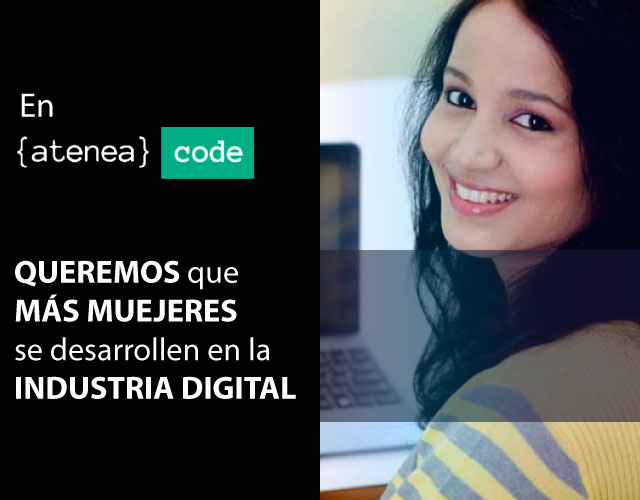 En
{atenea} code
QUEREMOS que
MÁS MUEJERES
se desarrollen en la
INDUSTRIA DIGITAL